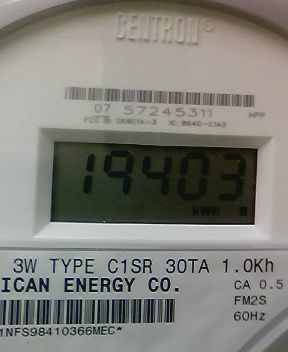 CENTRON®
07 57245311 HPP
19403
kWh
3W TYPE C1SR 30TA 1.0Kh
ICAN ENERGY CO. CA 0.5
FM2S
60Hz
1NFS98410366MEC*